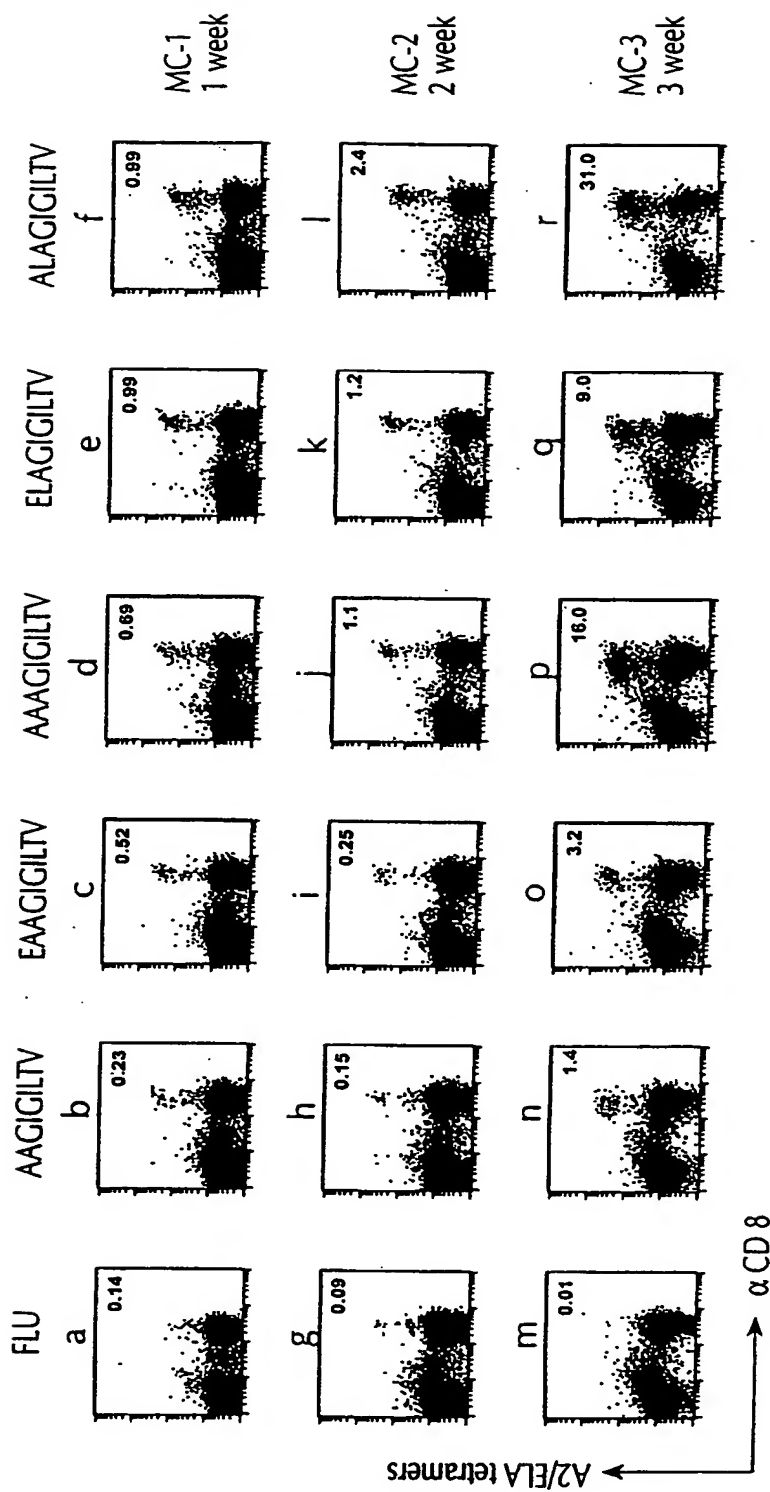 FLU AAGIGILTV EAAGIGILTV AAAGIGILTV ELAGIGILTV ALAGIGILTV
a b c d e f
0.14 0.23 0.52 0.69 0.99 0.99
MC-1
1 week
g h i j k l
0.09 0.15 0.25 1.1 1.2 2.4
MC-2
2 week
m n o p q r
0.01 1.4 3.2 16.0 9.0 31.0
MC-3
3 week
A2/ELA tetramers
α CD 8